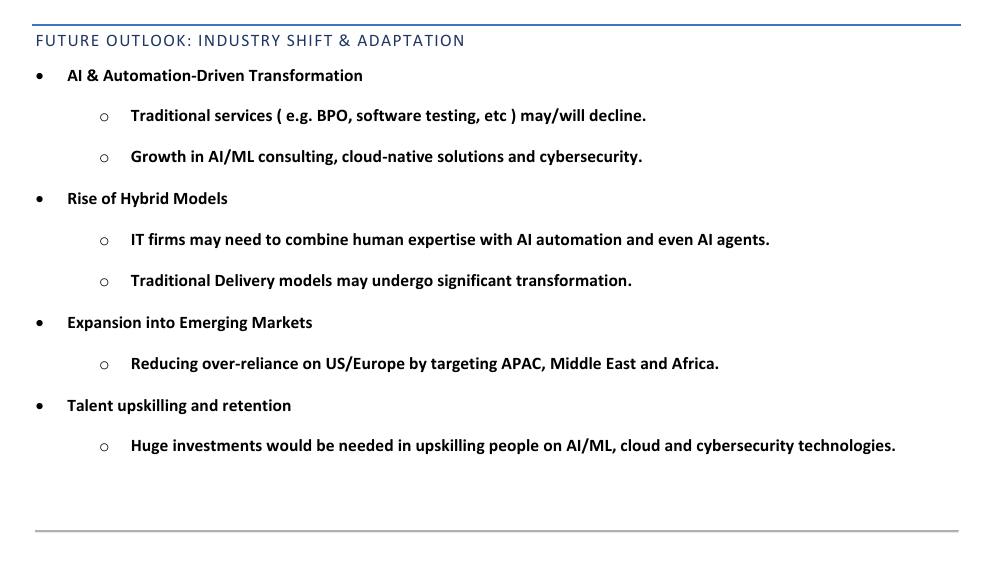 FUTURE OUTLOOK: INDUSTRY SHIFT & ADAPTATION
• AI & Automation-Driven Transformation
o Traditional services ( e.g. BPO, software testing, etc ) may/will decline.
o Growth in AI/ML consulting, cloud-native solutions and cybersecurity.
• Rise of Hybrid Models
o IT firms may need to combine human expertise with AI automation and even AI agents.
o Traditional Delivery models may undergo significant transformation.
• Expansion into Emerging Markets
o Reducing over-reliance on US/Europe by targeting APAC, Middle East and Africa.
• Talent upskilling and retention
o Huge investments would be needed in upskilling people on AI/ML, cloud and cybersecurity technologies.